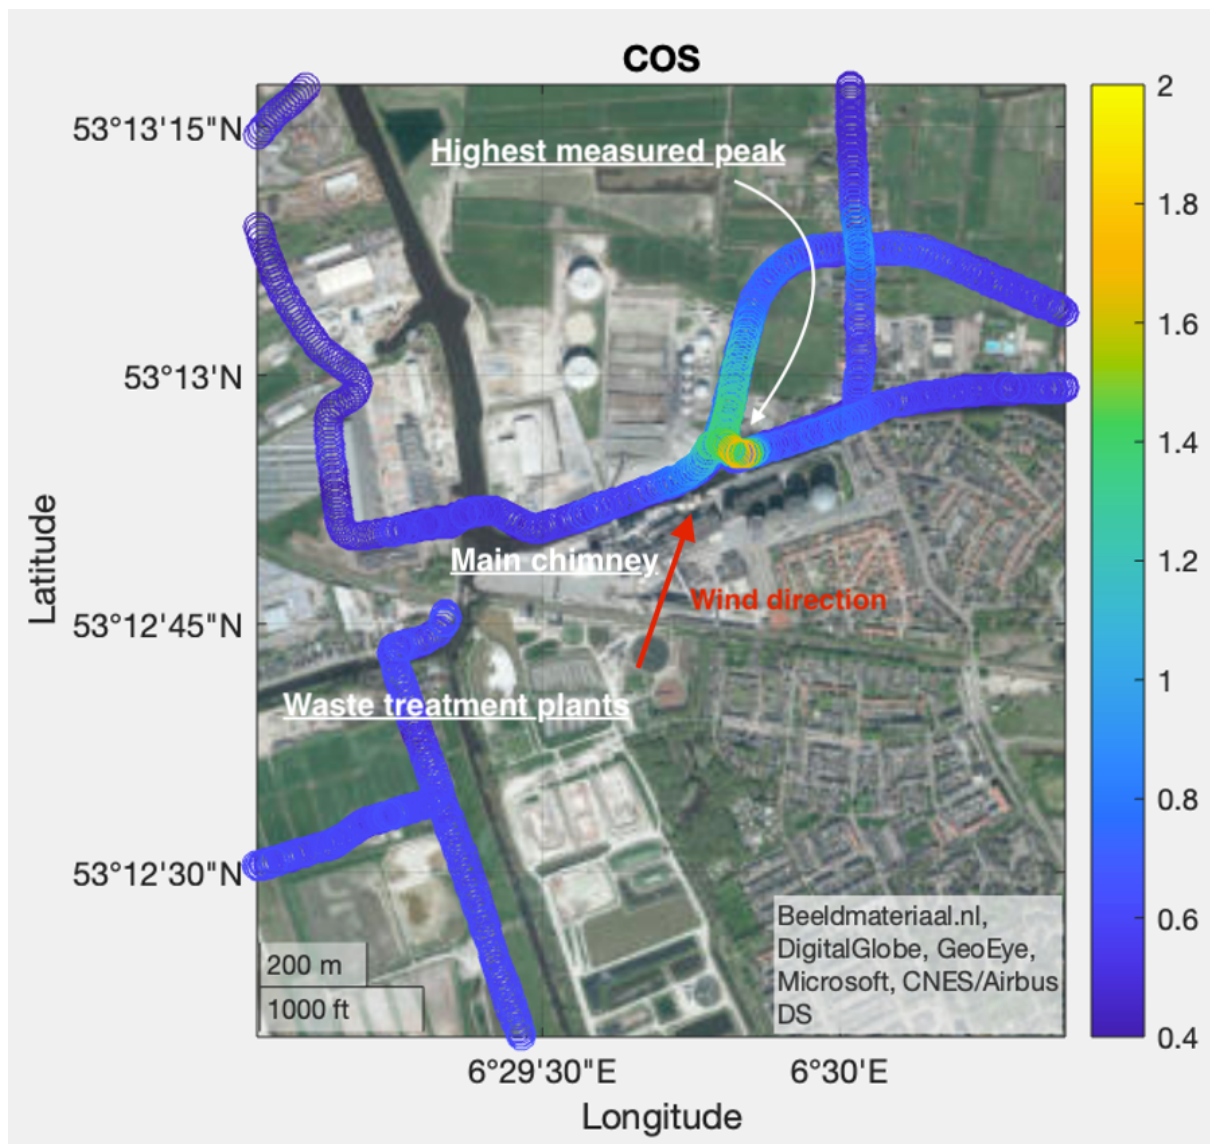 COS
53°13'15"N
53°13'N
53°12'45"N
53°12'30"N
Latitude
Highest measured peak
Main chimney
Wind direction
Waste treatment plants
200 m
1000 ft
Beeldmateriaal.nl,
DigitalGlobe, GeoEye,
Microsoft, CNES/Airbus
DS
6°29'30"E
6°30'E
Longitude
2
1.8
1.6
1.4
1.2
1
0.8
0.6
0.4